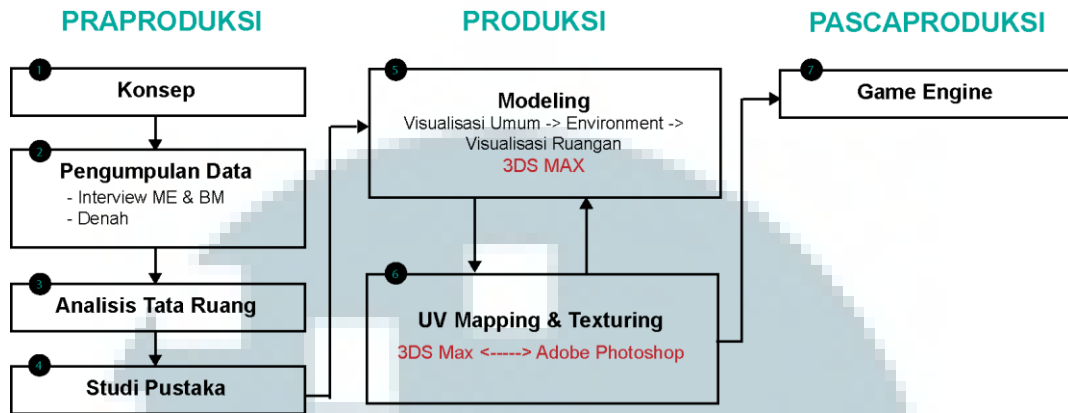 PRAPRODUKSI
1
Konsep
2
Pengumpulan Data
- Interview ME & BM
- Denah
3
Analisis Tata Ruang
4
Studi Pustaka
PRODUKSI
5
Modeling
Visualisasi Umum -> Environment ->
Visualisasi Ruangan
3DS MAX
6
UV Mapping & Texturing
3DS Max <-----> Adobe Photoshop
PASCAPRODUKSI
7
Game Engine